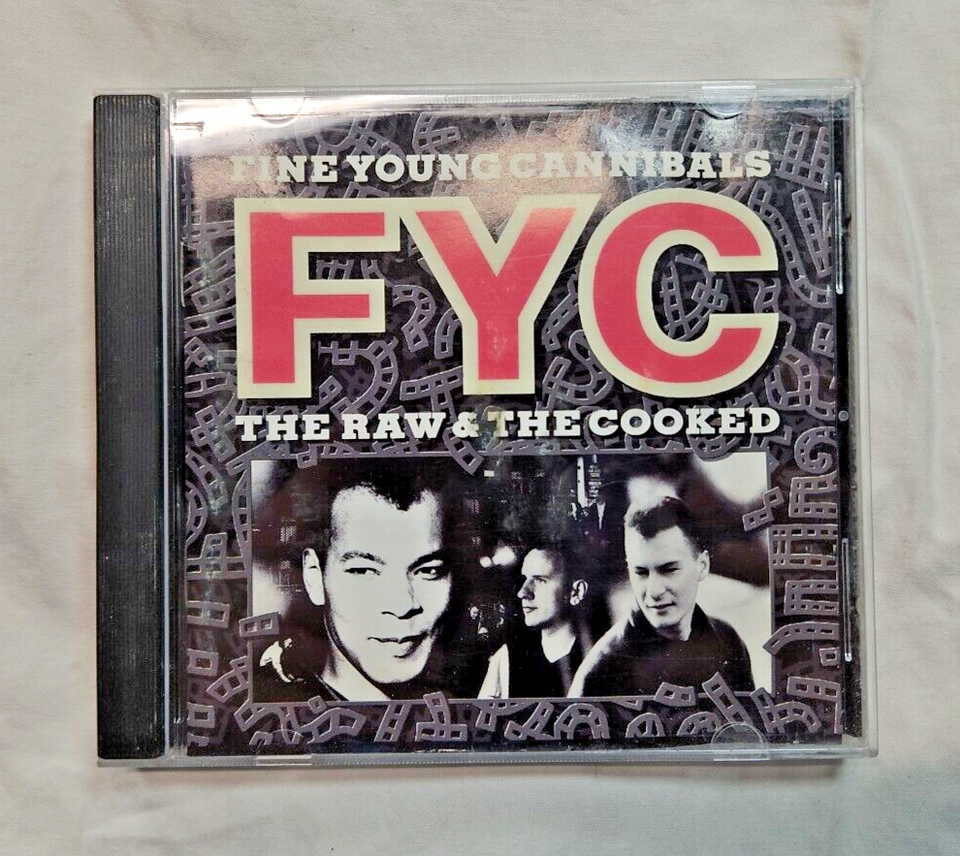 FINE YOUNG CANNIBALS
FYC
THE RAW & THE COOKED